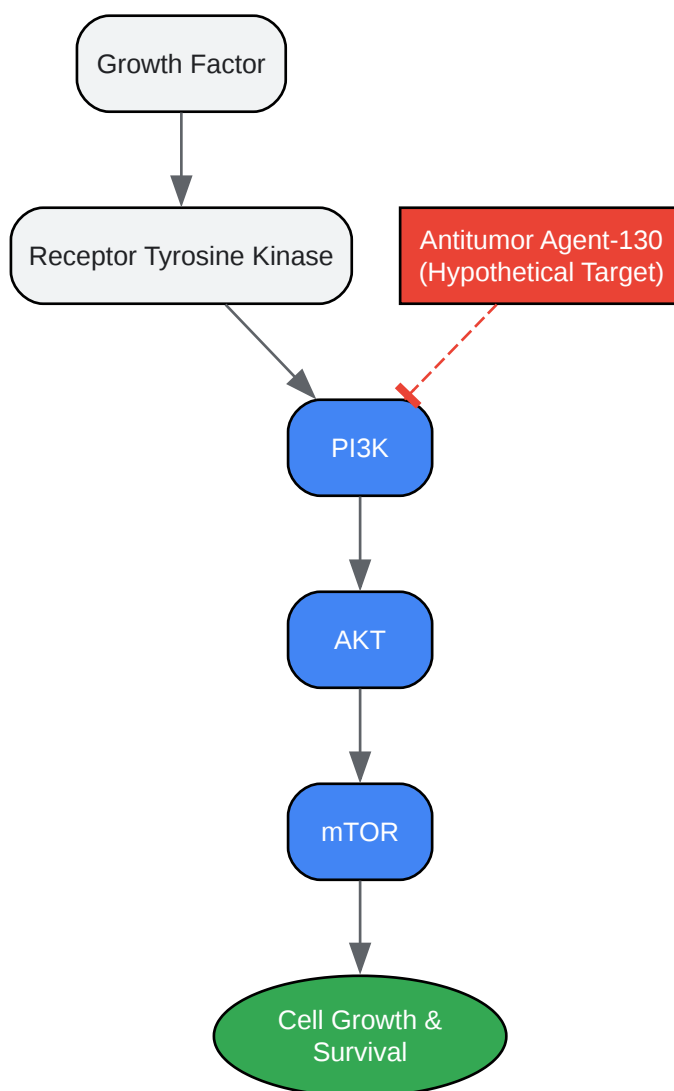 Growth Factor
Receptor Tyrosine Kinase
Antitumor Agent-130
(Hypothetical Target)
PI3K
AKT
mTOR
Cell Growth &
Survival